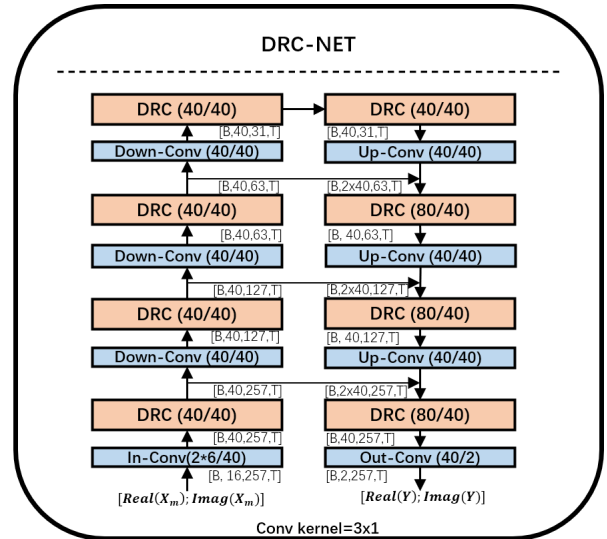 DRC-NET
DRC (40/40)
DRC (40/40)
[B,40,31,T]
[B,40,31,T]
Down-Conv (40/40)
Up-Conv (40/40)
[B,40,63,T]
[B,2x40,63,T]
DRC (40/40)
DRC (80/40)
[B,40,63,T]
[B, 40,63,T]
Down-Conv (40/40)
Up-Conv (40/40)
[B,40,127,T]
[B,2x40,127,T]
DRC (40/40)
DRC (80/40)
[B,40,127,T]
[B, 40,127,T]
Down-Conv (40/40)
Up-Conv (40/40)
[B,40,257,T]
[B,2x40,257,T]
DRC (40/40)
DRC (80/40)
[B,40,257,T]
[B,40,257,T]
In-Conv(2*6/40)
Out-Conv (40/2)
[B, 16,257,T]
[B,2,257,T]
[Real(Xₘ); Imag(Xₘ)]
[Real(Y); Imag(Y)]
Conv kernel=3x1